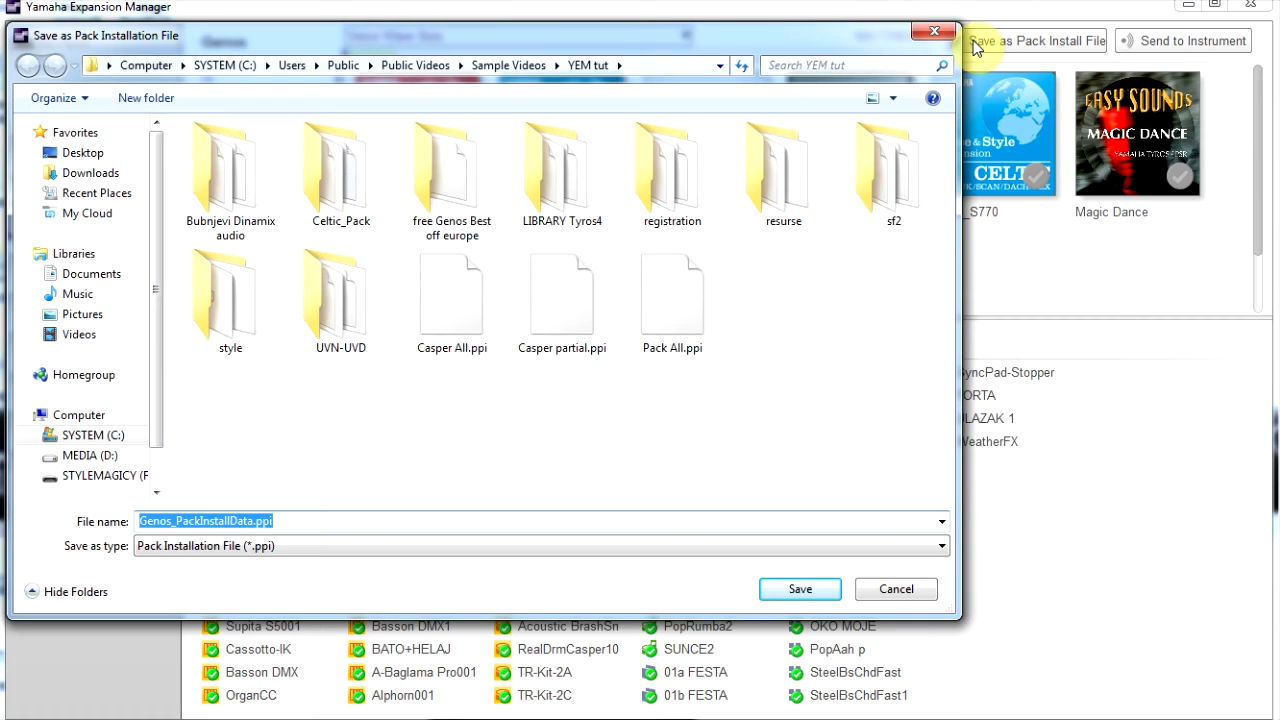 Yamaha Expansion Manager
Save as Pack Installation File
Save as Pack Install File
Send to Instrument
Computer
SYSTEM (C:)
Users
Public
Public Videos
Sample Videos
YEM tut
Search YEM tut
Organize
New folder
Favorites
Desktop
Downloads
Recent Places
My Cloud
Libraries
Documents
Music
Pictures
Videos
Homegroup
Computer
SYSTEM (C:)
MEDIA (D:)
STYLEMAGICY (F
Bubnjevi Dinamix
audio
Celtic_Pack
free Genos Best
off europe
LIBRARY Tyros4
registration
resurse
sf2
style
UVN-UVD
Casper All.ppi
Casper partial.ppi
Pack All.ppi
File name:
Genos_PackInstallData.ppi
Save as type:
Pack Installation File (*.ppi)
Hide Folders
Save
Cancel
CELT
_S770
EASY SOUNDS
MAGIC DANCE
Magic Dance
SyncPad-Stopper
ORTA
LAZAK 1
WeatherFX
Supita S5001
Basson DMX1
Acoustic BrashSn
PopRumba2
OKO MOJE
Cassotto-IK
BATO+HELAJ
RealDrmCasper10
SUNCE2
PopAah p
Basson DMX
A-Baglama Pro001
TR-Kit-2A
01a FESTA
SteelBsChdFast
OrganCC
Alphorn001
TR-Kit-2C
01b FESTA
SteelBsChdFast1